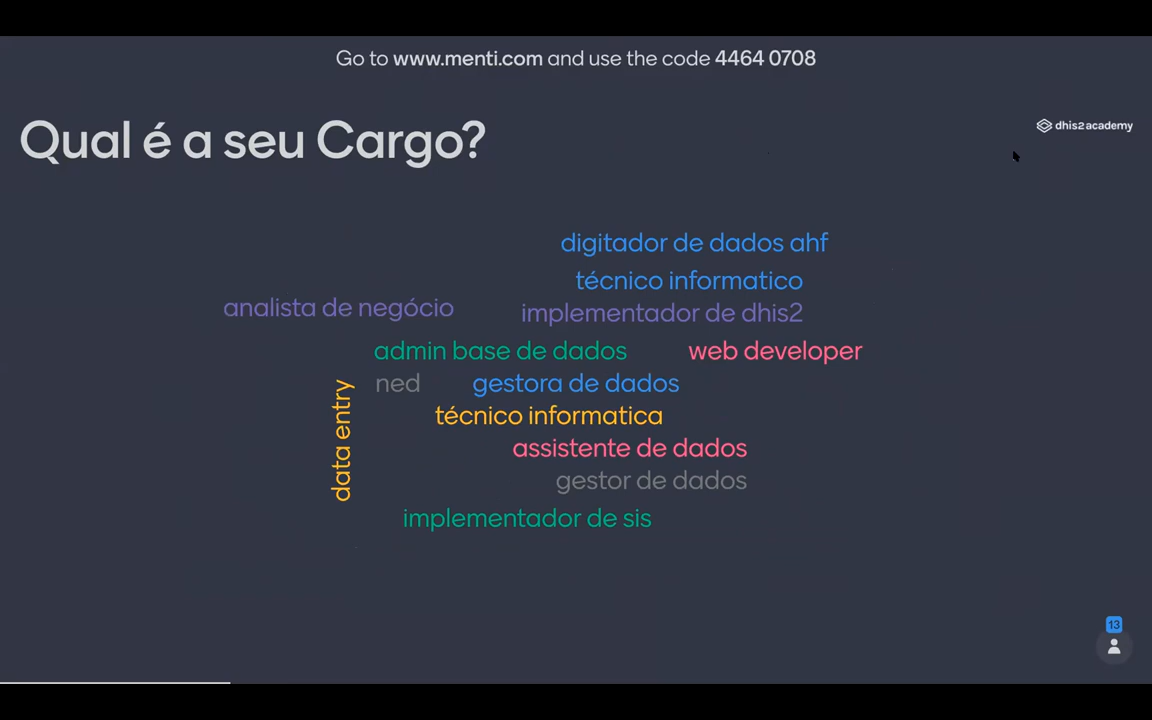 Go to www.menti.com and use the code 4464 0708
Qual é a seu Cargo?
dhis2academy
digitador de dados ahf
técnico informatico
analista de negócio
implementador de dhis2
admin base de dados
web developer
ned
gestora de dados
data entry
técnico informatica
assistente de dados
gestor de dados
implementador de sis
13